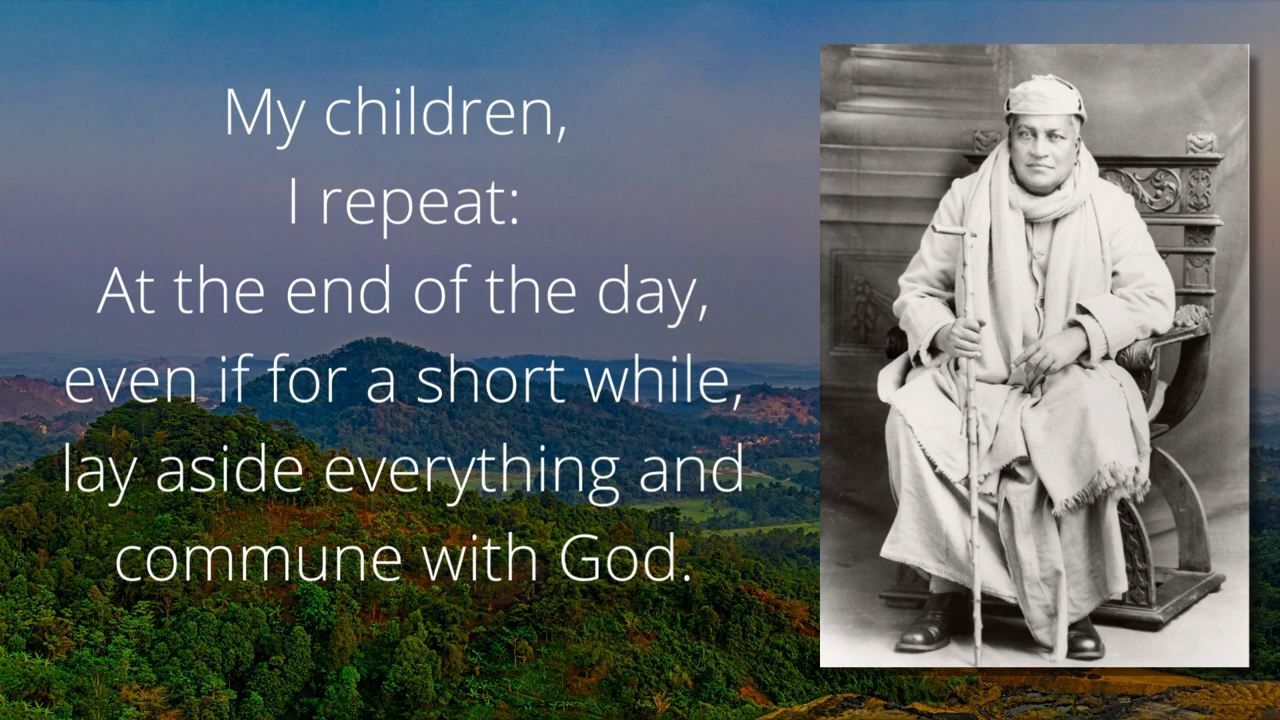 My children,
I repeat:
At the end of the day,
even if for a short while,
lay aside everything and
commune with God.